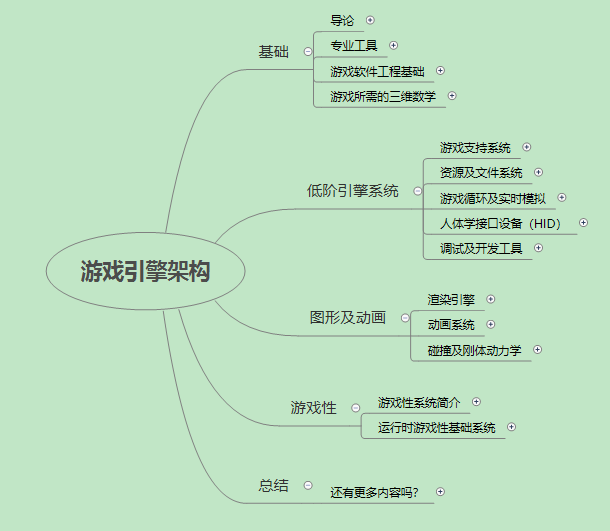 游戏引擎架构
基础
导论
专业工具
游戏软件工程基础
游戏所需的三维数学
低阶引擎系统
游戏支持系统
资源及文件系统
游戏循环及实时模拟
人体学接口设备（HID）
调试及开发工具
图形及动画
渲染引擎
动画系统
碰撞及刚体动力学
游戏性
游戏性系统简介
运行时游戏性基础系统
总结
还有更多内容吗？